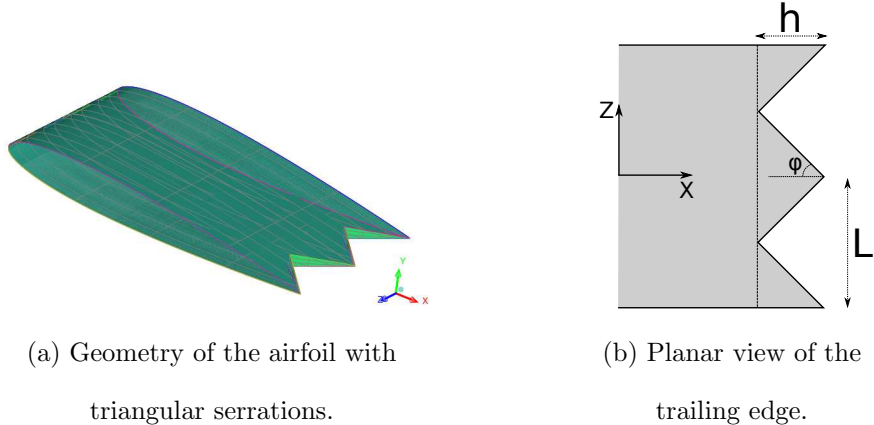 h
Z
φ
X
L
Y
Z
X
(a) Geometry of the airfoil with
triangular serrations.
(b) Planar view of the
trailing edge.